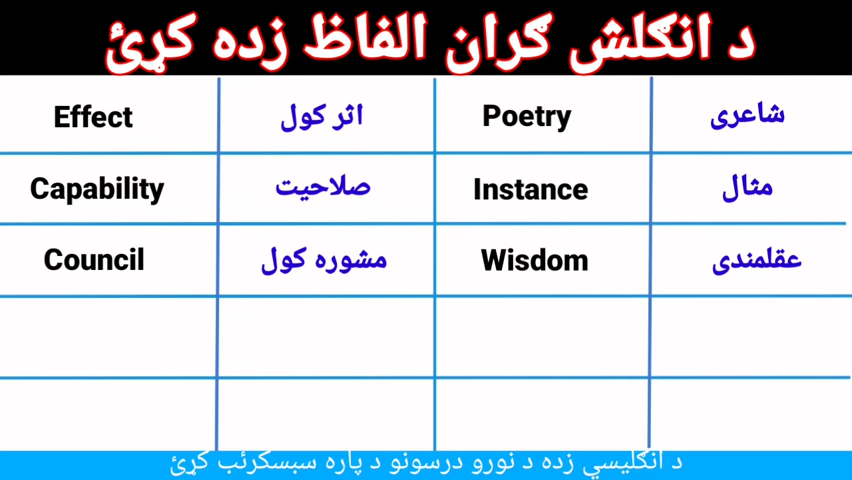 د انګلش ګران الفاظ زده کړئ
Effect اثر کول Poetry شاعری
Capability صلاحیت Instance مثال
Council مشوره کول Wisdom عقلمندی
د انګلیسي زده د نورو درسونو د پاره سبسکرئب کړئ